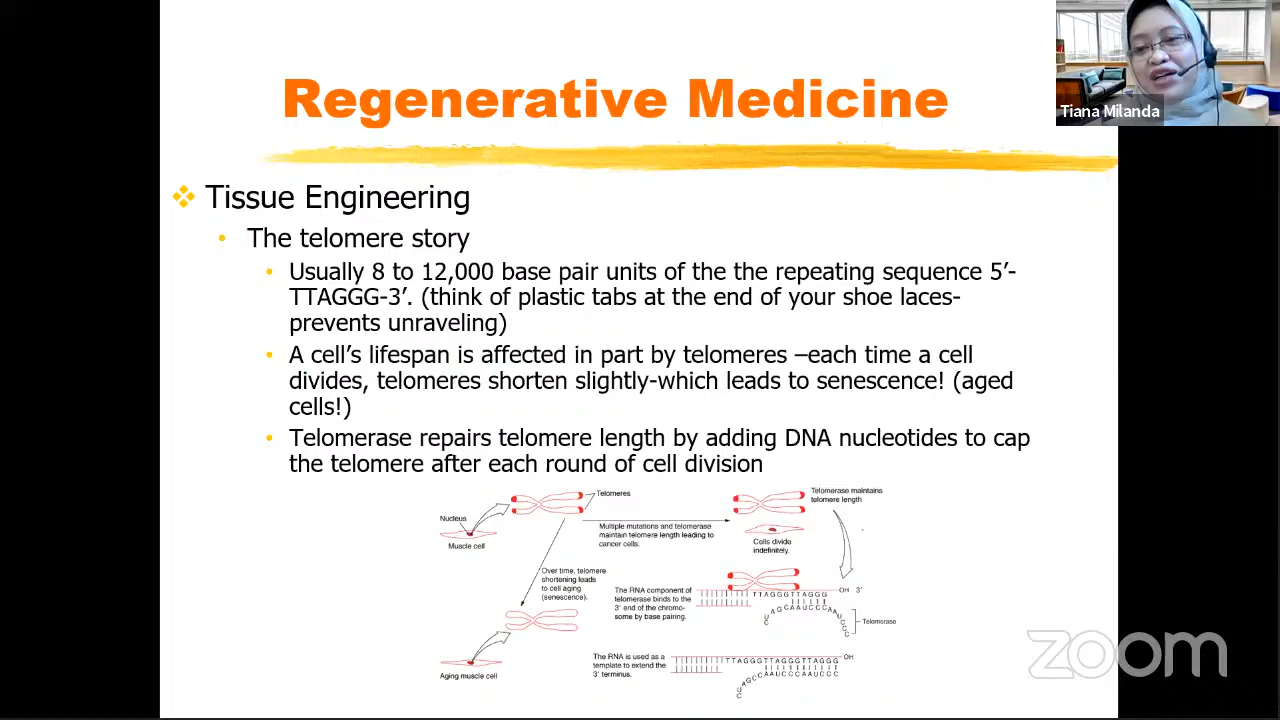 Regenerative Medicine
Tiana Milanda
Tissue Engineering
The telomere story
Usually 8 to 12,000 base pair units of the the repeating sequence 5’-
TTAGGG-3’. (think of plastic tabs at the end of your shoe laces-
prevents unraveling)
A cell’s lifespan is affected in part by telomeres –each time a cell
divides, telomeres shorten slightly-which leads to senescence! (aged
cells!)
Telomerase repairs telomere length by adding DNA nucleotides to cap
the telomere after each round of cell division
Telomeres
Nucleus
Muscle cell
Multiple mutations and telomerase
maintain telomere length leading to
cancer cells.
Telomerase maintains
telomere length
Cells divide
indefinitely.
Over time, telomere
shortening leads
to cell aging
(senescence).
Aging muscle cell
The RNA component of
telomerase binds to the
3' end of the chromo-
some by base pairing.
TTAGGGTTAGGG
OH 3'
UAGCAAUCCCAAUCCC
Telomerase
The RNA is used as a
template to extend the
3' terminus.
TTAGGGTTAGGGTTAGGG
OH
CUAGCCAAUCCCAAUCCC
zoom